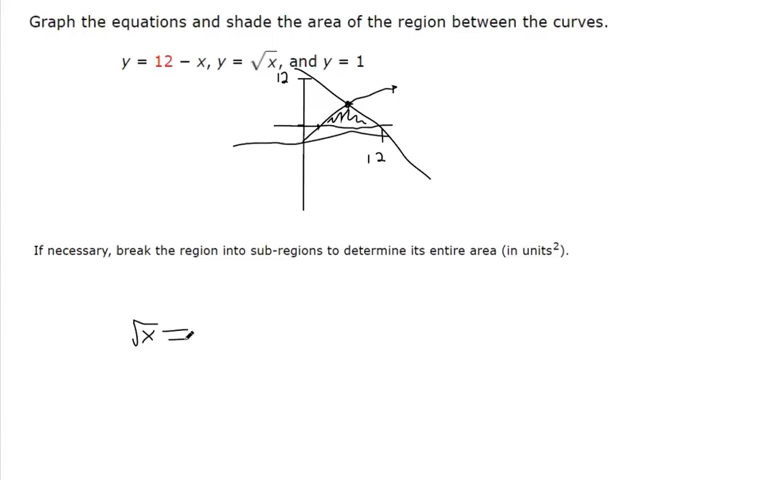 Graph the equations and shade the area of the region between the curves.
y = 12 − x, y = √x, and y = 1
12
12
If necessary, break the region into sub-regions to determine its entire area (in units²).
√x =